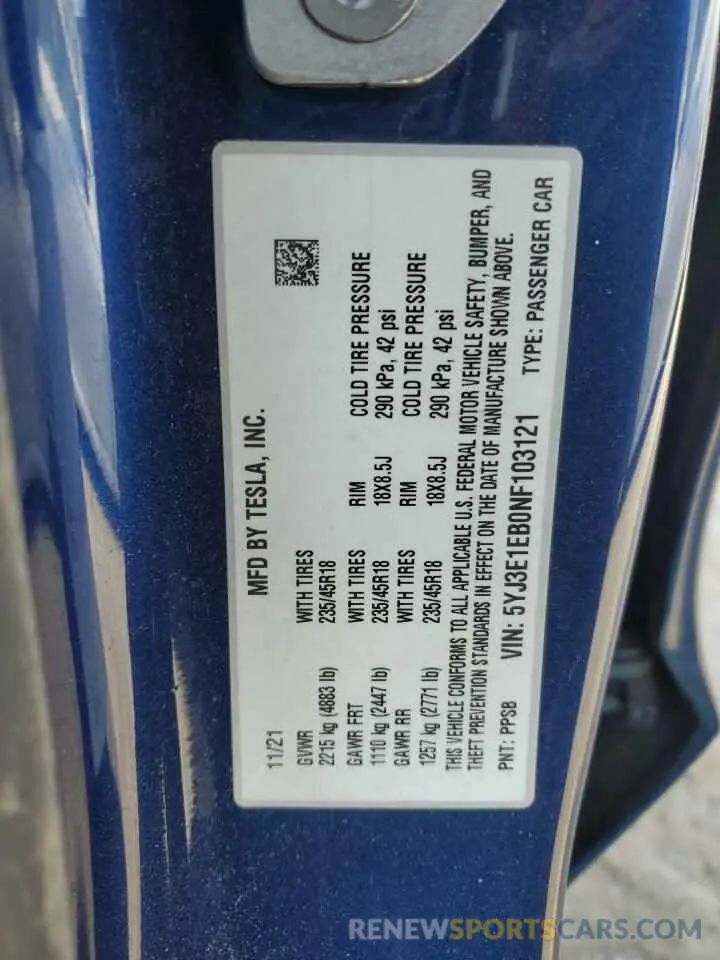 MFD BY TESLA, INC.
11/21
GVWR WITH TIRES
2215 kg (4883 lb) 235/45R18
GAWR FRT WITH TIRES RIM COLD TIRE PRESSURE
1110 kg (2447 lb) 235/45R18 18X8.5J 290 kPa, 42 psi
GAWR RR WITH TIRES RIM COLD TIRE PRESSURE
1257 kg (2771 lb) 235/45R18 18X8.5J 290 kPa, 42 psi
THIS VEHICLE CONFORMS TO ALL APPLICABLE U.S. FEDERAL MOTOR VEHICLE SAFETY, BUMPER, AND
THEFT PREVENTION STANDARDS IN EFFECT ON THE DATE OF MANUFACTURE SHOWN ABOVE.
PNT: PPSB VIN: 5YJ3E1EB0NF103121 TYPE: PASSENGER CAR
RENEWSPORTSCARS.COM